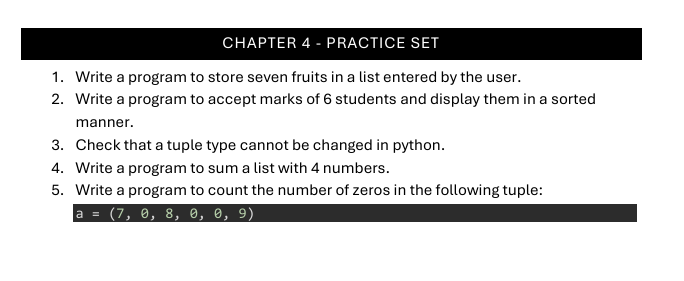 CHAPTER 4 - PRACTICE SET
1. Write a program to store seven fruits in a list entered by the user.
2. Write a program to accept marks of 6 students and display them in a sorted
manner.
3. Check that a tuple type cannot be changed in python.
4. Write a program to sum a list with 4 numbers.
5. Write a program to count the number of zeros in the following tuple:
a = (7, 0, 8, 0, 0, 9)